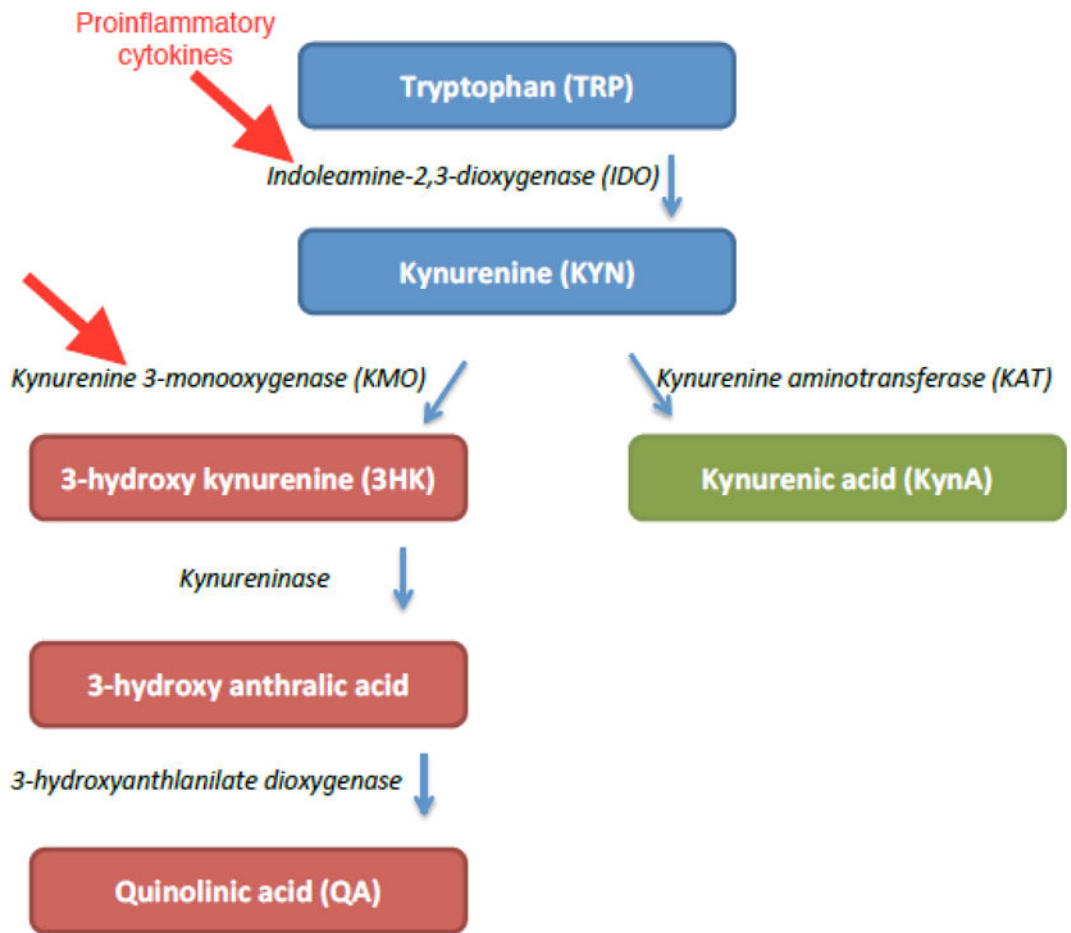 Proinflammatory
cytokines
Tryptophan (TRP)
Indoleamine-2,3-dioxygenase (IDO)
Kynurenine (KYN)
Kynurenine 3-monooxygenase (KMO)
Kynurenine aminotransferase (KAT)
3-hydroxy kynurenine (3HK)
Kynurenic acid (KynA)
Kynureninase
3-hydroxy anthralic acid
3-hydroxyanthlanilate dioxygenase
Quinolinic acid (QA)